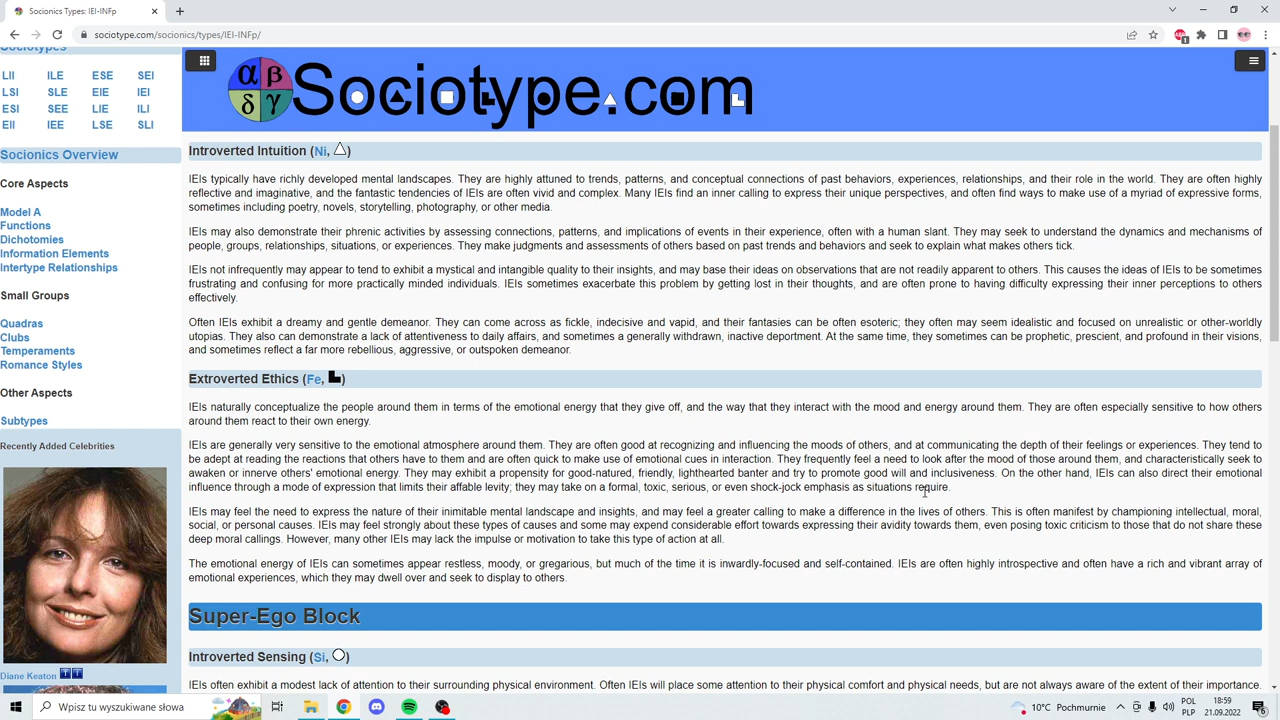 Socionics Types: IEI-INFp
sociotype.com/socionics/types/IEI-INFp/
Sociotypes
LII ILE ESE SEI
LSI SLE EIE IEI
ESI SEE LIE ILI
EII IEE LSE SLI
Socionics Overview
Core Aspects
Model A
Functions
Dichotomies
Information Elements
Intertype Relationships
Small Groups
Quadras
Clubs
Temperaments
Romance Styles
Other Aspects
Subtypes
Recently Added Celebrities
Diane Keaton
α β
δ γ
Sociotype.com
Introverted Intuition (Ni, )
IEIs typically have richly developed mental landscapes. They are highly attuned to trends, patterns, and conceptual connections of past behaviors, experiences, relationships, and their role in the world. They are often highly
reflective and imaginative, and the fantastic tendencies of IEIs are often vivid and complex. Many IEIs find an inner calling to express their unique perspectives, and often find ways to make use of a myriad of expressive forms,
sometimes including poetry, novels, storytelling, photography, or other media.
IEIs may also demonstrate their phrenic activities by assessing connections, patterns, and implications of events in their experience, often with a human slant. They may seek to understand the dynamics and mechanisms of
people, groups, relationships, situations, or experiences. They make judgments and assessments of others based on past trends and behaviors and seek to explain what makes others tick.
IEIs not infrequently may appear to tend to exhibit a mystical and intangible quality to their insights, and may base their ideas on observations that are not readily apparent to others. This causes the ideas of IEIs to be sometimes
frustrating and confusing for more practically minded individuals. IEIs sometimes exacerbate this problem by getting lost in their thoughts, and are often prone to having difficulty expressing their inner perceptions to others
effectively.
Often IEIs exhibit a dreamy and gentle demeanor. They can come across as fickle, indecisive and vapid, and their fantasies can be often esoteric; they often may seem idealistic and focused on unrealistic or other-worldly
utopias. They also can demonstrate a lack of attentiveness to daily affairs, and sometimes a generally withdrawn, inactive deportment. At the same time, they sometimes can be prophetic, prescient, and profound in their visions,
and sometimes reflect a far more rebellious, aggressive, or outspoken demeanor.
Extroverted Ethics (Fe, )
IEIs naturally conceptualize the people around them in terms of the emotional energy that they give off, and the way that they interact with the mood and energy around them. They are often especially sensitive to how others
around them react to their own energy.
IEIs are generally very sensitive to the emotional atmosphere around them. They are often good at recognizing and influencing the moods of others, and at communicating the depth of their feelings or experiences. They tend to
be adept at reading the reactions that others have to them and are often quick to make use of emotional cues in interaction. They frequently feel a need to look after the mood of those around them, and characteristically seek to
awaken or innerve others' emotional energy. They may exhibit a propensity for good-natured, friendly, lighthearted banter and try to promote good will and inclusiveness. On the other hand, IEIs can also direct their emotional
influence through a mode of expression that limits their affable levity; they may take on a formal, toxic, serious, or even shock-jock emphasis as situations require.
IEIs may feel the need to express the nature of their inimitable mental landscape and insights, and may feel a greater calling to make a difference in the lives of others. This is often manifest by championing intellectual, moral,
social, or personal causes. IEIs may feel strongly about these types of causes and some may expend considerable effort towards expressing their avidity towards them, even posing toxic criticism to those that do not share these
deep moral callings. However, many other IEIs may lack the impulse or motivation to take this type of action at all.
The emotional energy of IEIs can sometimes appear restless, moody, or gregarious, but much of the time it is inwardly-focused and self-contained. IEIs are often highly introspective and often have a rich and vibrant array of
emotional experiences, which they may dwell over and seek to display to others.
Super-Ego Block
Introverted Sensing (Si, )
IEIs often exhibit a modest lack of attention to their surrounding physical environment. Often IEIs will place some attention to their physical comfort and physical needs, but are not always aware of the extent of their importance.
Wpisz tu wyszukiwane słowa
10°C Pochmurnie
POL
PLP
18:59
21.09.2022
6